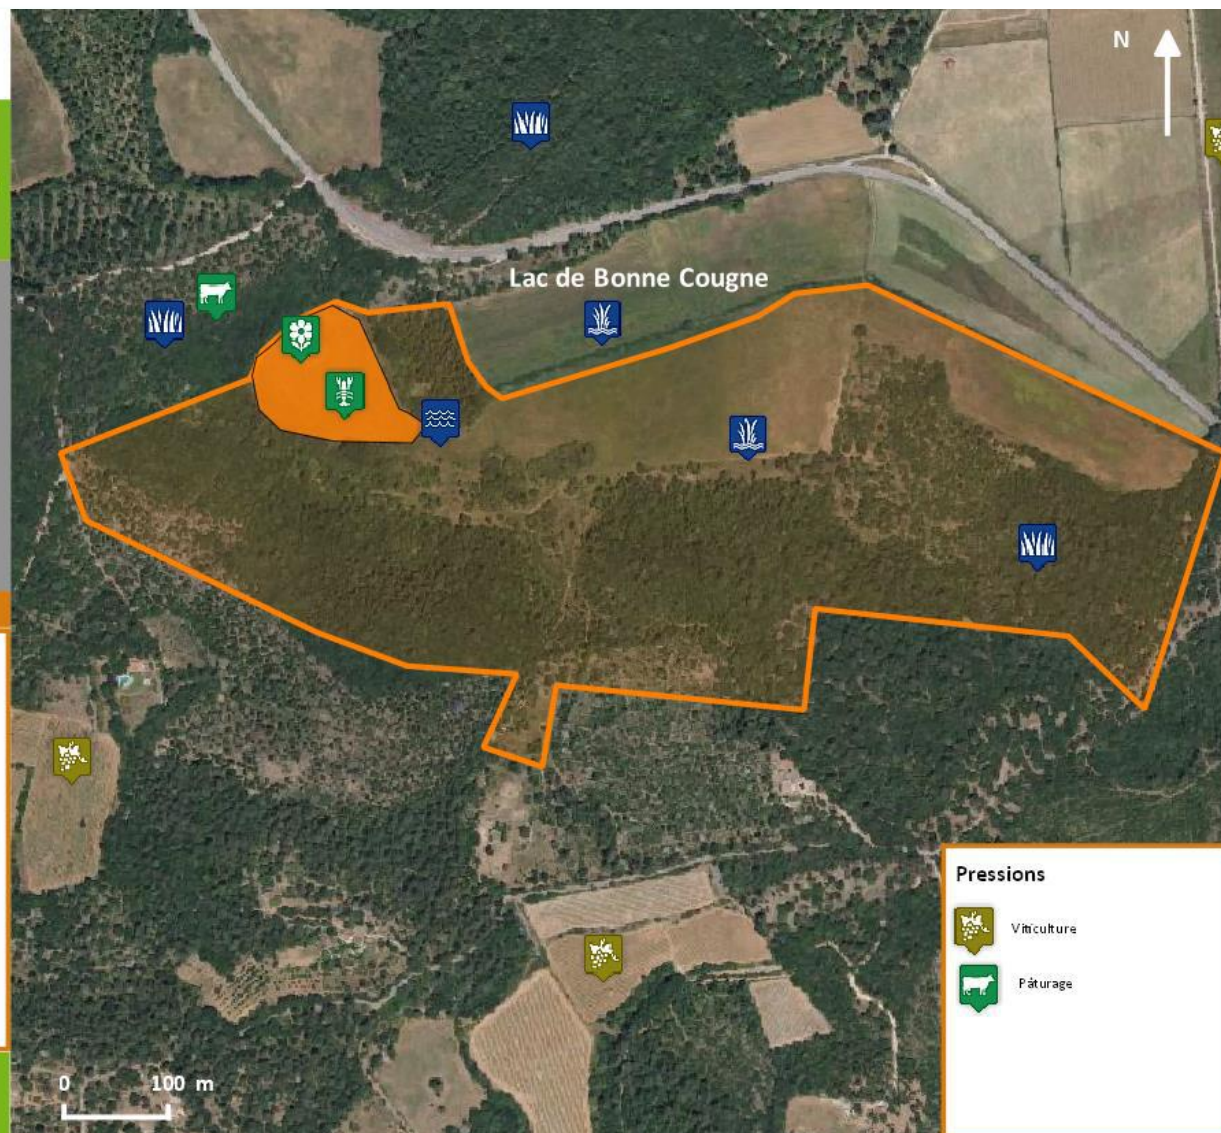 N
Lac de Bonne Cougne
Pressions
Viticulture
Pâturage
0 100 m